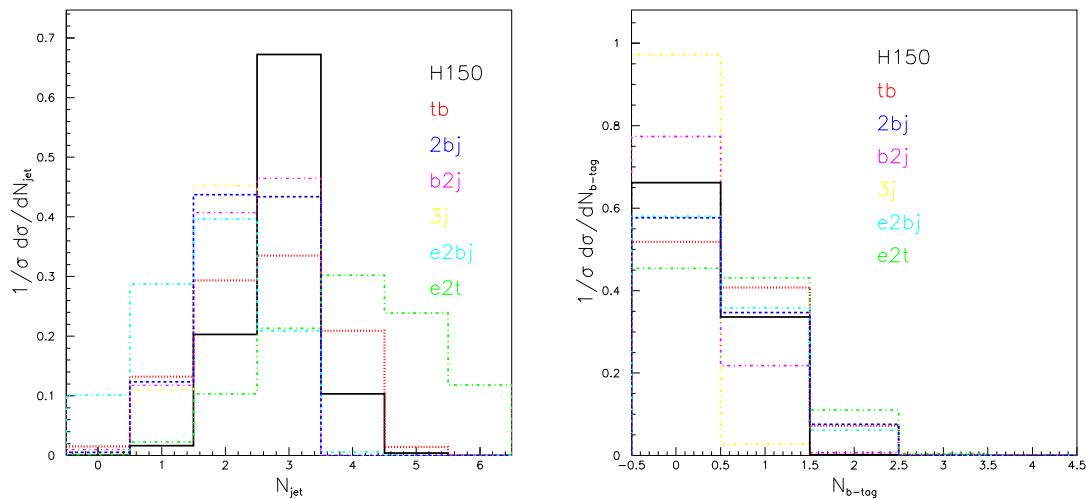 1/σ dσ/dN_jet
0.7
0.6
0.5
0.4
0.3
0.2
0.1
0
0 1 2 3 4 5 6
N_jet
H150
tb
2bj
b2j
3j
e2bj
e2t
1/σ dσ/dN_b-tag
1
0.8
0.6
0.4
0.2
0
−0.5 0 0.5 1 1.5 2 2.5 3 3.5 4 4.5
N_b-tag
H150
tb
2bj
b2j
3j
e2bj
e2t